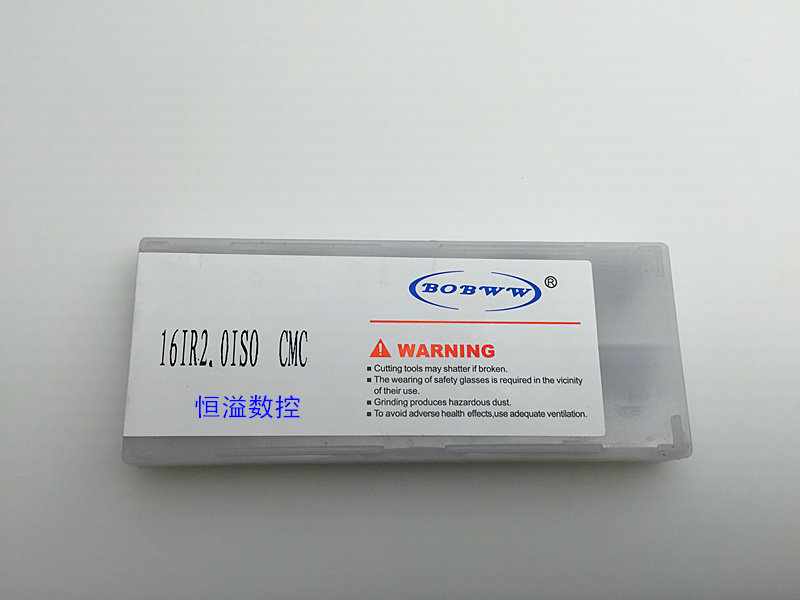 BOBWW ®
16IR2.0ISO CMC
恒溢数控
WARNING
■ Cutting tools may shatter if broken.
■ The wearing of safety glasses is required in the vicinity
of their use.
■ Grinding produces hazardous dust.
■ To avoid adverse health effects,use adequate ventilation.